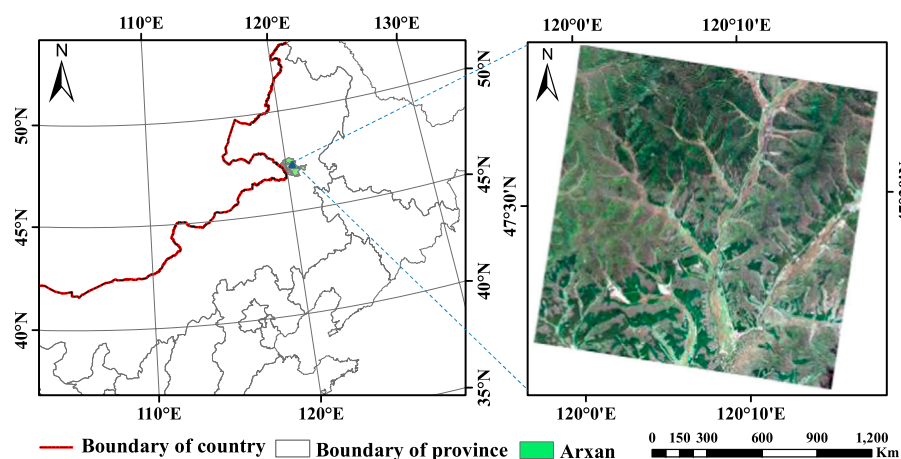 110°E 120°E 130°E
120°0'E 120°10'E
N
N
50°N 50°N
45°N 45°N
40°N 40°N
35°N
47°30'N
110°E 120°E
120°0'E 120°10'E
Boundary of country Boundary of province Arxan
0 150 300 600 900 1,200
Km